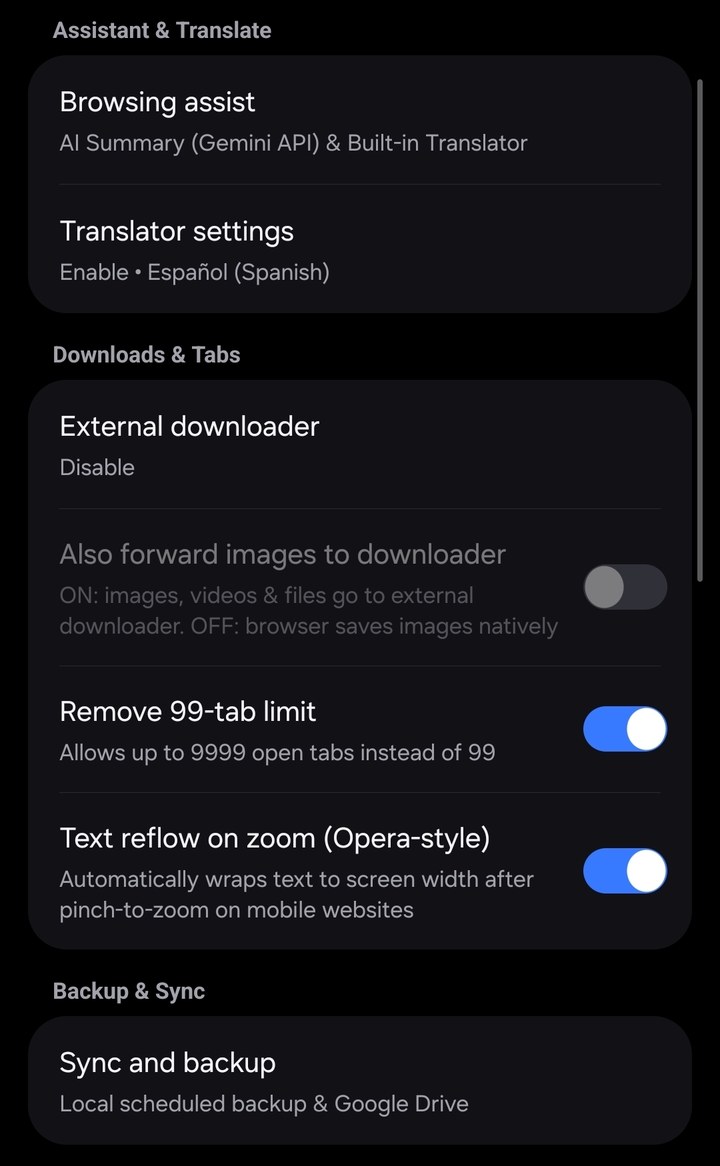 Assistant & Translate
Browsing assist
AI Summary (Gemini API) & Built-in Translator
Translator settings
Enable • Español (Spanish)
Downloads & Tabs
External downloader
Disable
Also forward images to downloader
ON: images, videos & files go to external
downloader. OFF: browser saves images natively
Remove 99-tab limit
Allows up to 9999 open tabs instead of 99
Text reflow on zoom (Opera-style)
Automatically wraps text to screen width after
pinch-to-zoom on mobile websites
Backup & Sync
Sync and backup
Local scheduled backup & Google Drive